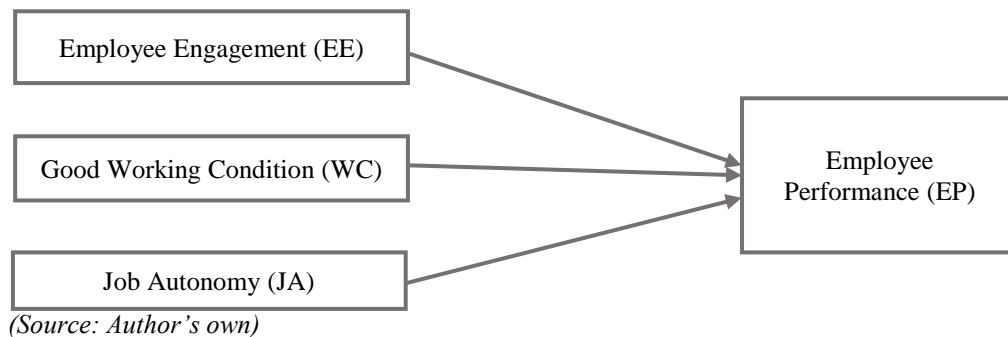 Employee Engagement (EE)
Good Working Condition (WC)
Employee
Performance (EP)
Job Autonomy (JA)
(Source: Author’s own)